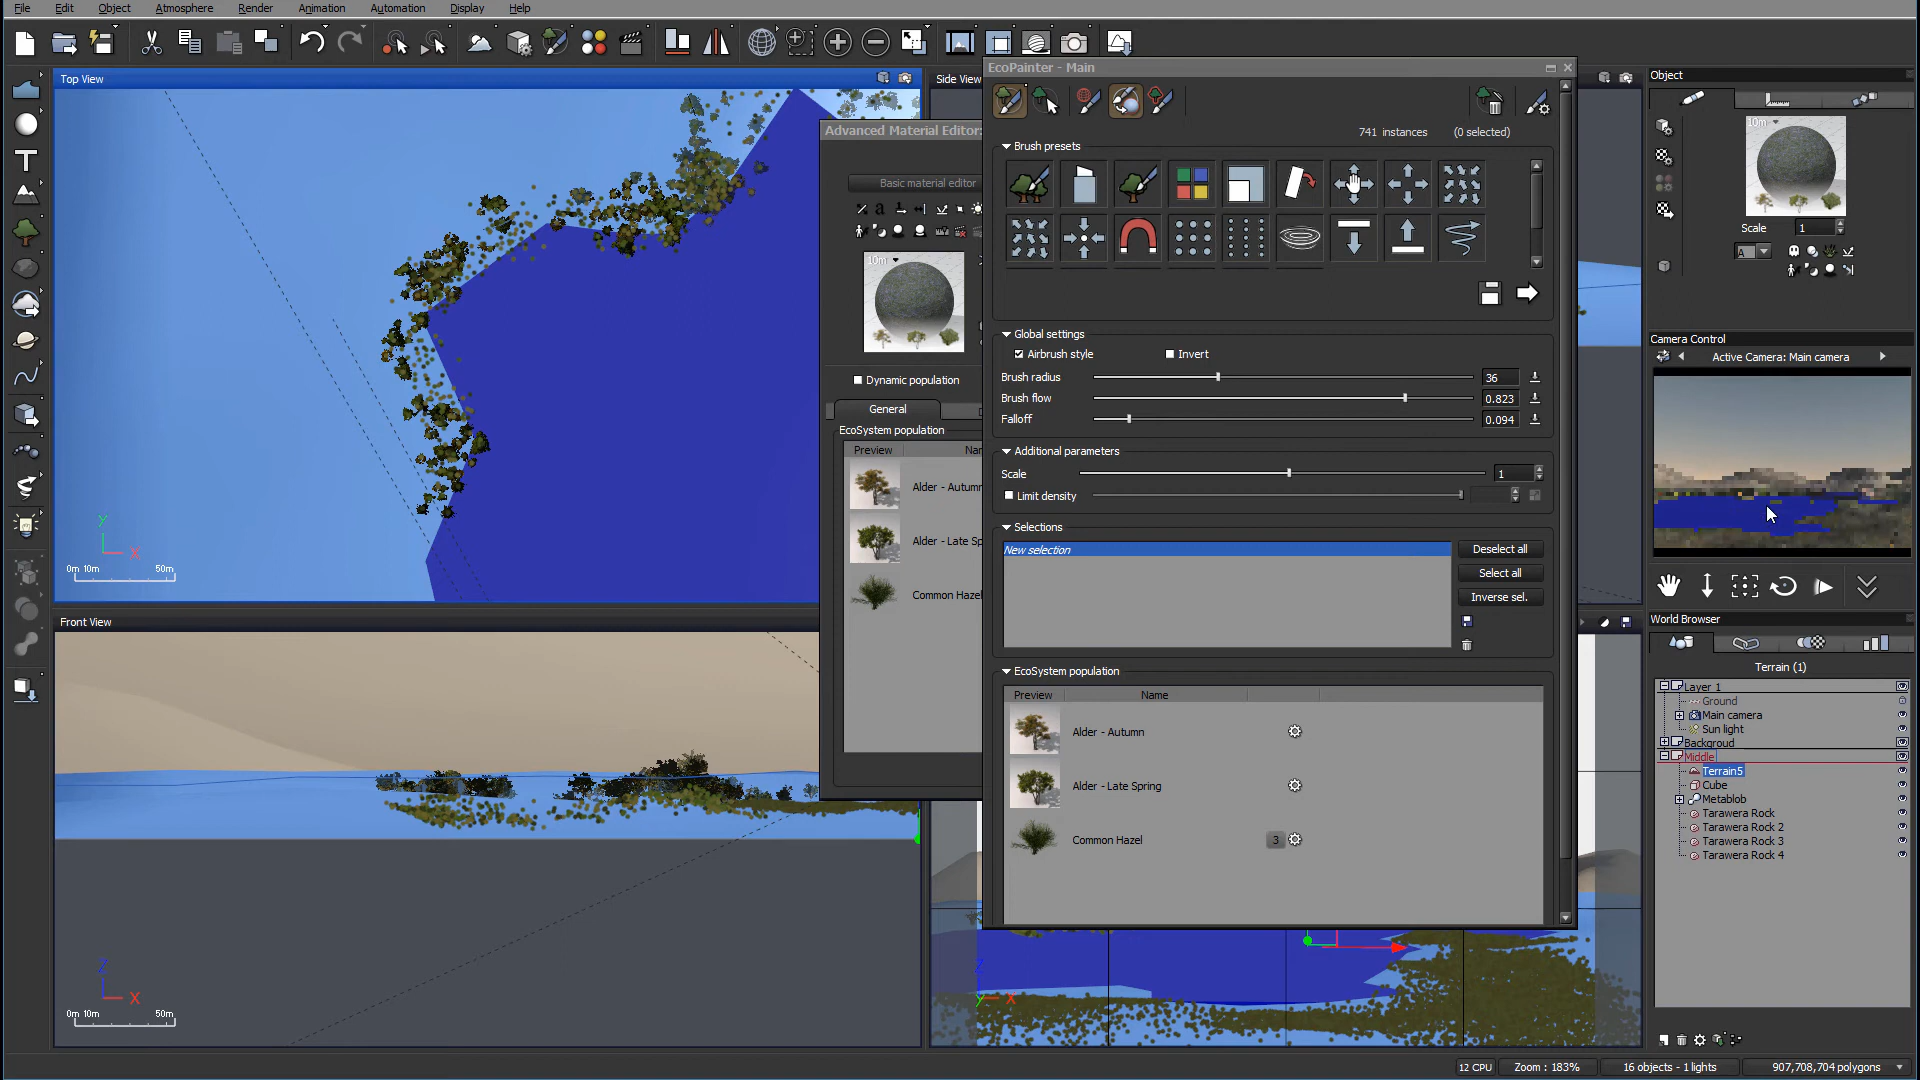 File Edit Object Atmosphere Render Animation Automation Display Help
Top View
Side View
EcoPainter - Main
Object
Advanced Material Editor:
741 instances (0 selected)
Brush presets
10m
Basic material editor
Scale 1
A
10m
Global settings
Airbrush style Invert
Camera Control
Active Camera: Main camera
Brush radius 36
Dynamic population
Brush flow 0.823
General
Falloff 0.094
EcoSystem population
Preview
Additional parameters
Scale 1
Alder - Autumn
Limit density
Selections
Alder - Late Sp
New selection
Deselect all
Select all
Y
X
0m 10m 50m
Common Hazel
Inverse sel.
Front View
World Browser
Terrain (1)
EcoSystem population
Preview Name
Layer 1
Ground
Main camera
Sun light
Alder - Autumn
Backgroud
Middle
Terrain5
Alder - Late Spring
Cube
Metablob
Tarawera Rock
Tarawera Rock 2
Common Hazel 3
Tarawera Rock 3
Tarawera Rock 4
Z
X
0m 10m 50m
Z
Y X
12 CPU Zoom : 183% 16 objects - 1 lights 907,708,704 polygons